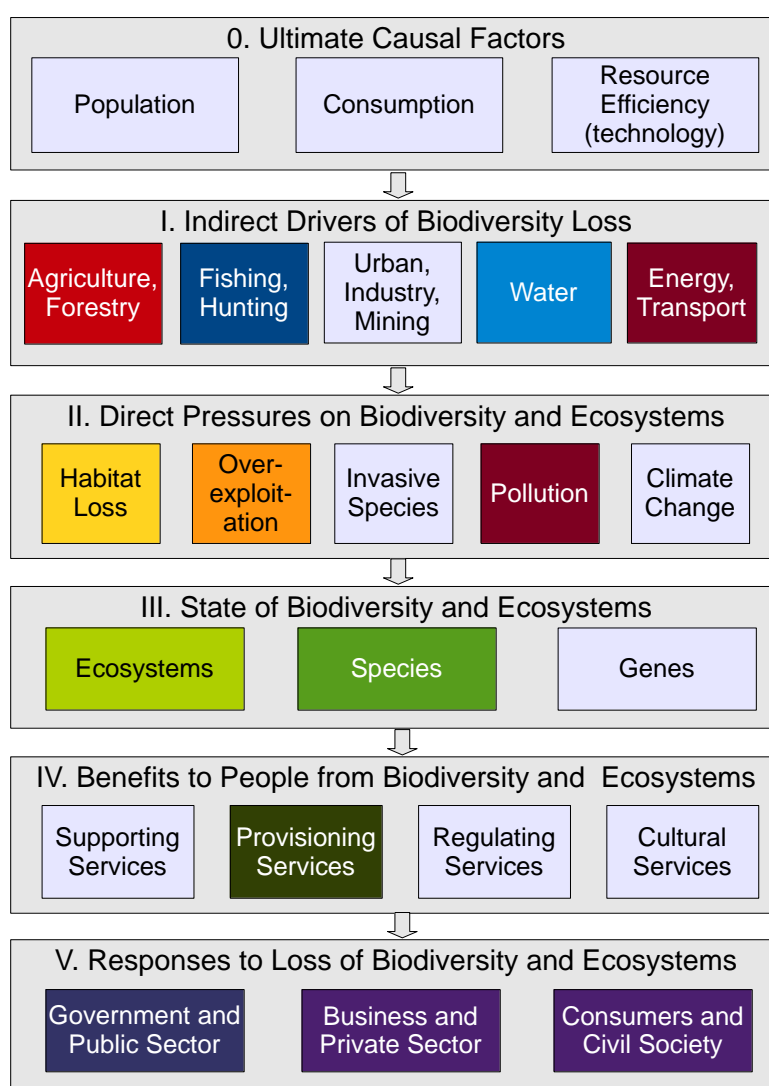 0. Ultimate Causal Factors
Population
Consumption
Resource
Efficiency
(technology)
I. Indirect Drivers of Biodiversity Loss
Agriculture,
Forestry
Fishing,
Hunting
Urban,
Industry,
Mining
Water
Energy,
Transport
II. Direct Pressures on Biodiversity and Ecosystems
Habitat
Loss
Over-
exploit-
ation
Invasive
Species
Pollution
Climate
Change
III. State of Biodiversity and Ecosystems
Ecosystems
Species
Genes
IV. Benefits to People from Biodiversity and Ecosystems
Supporting
Services
Provisioning
Services
Regulating
Services
Cultural
Services
V. Responses to Loss of Biodiversity and Ecosystems
Government and
Public Sector
Business and
Private Sector
Consumers and
Civil Society